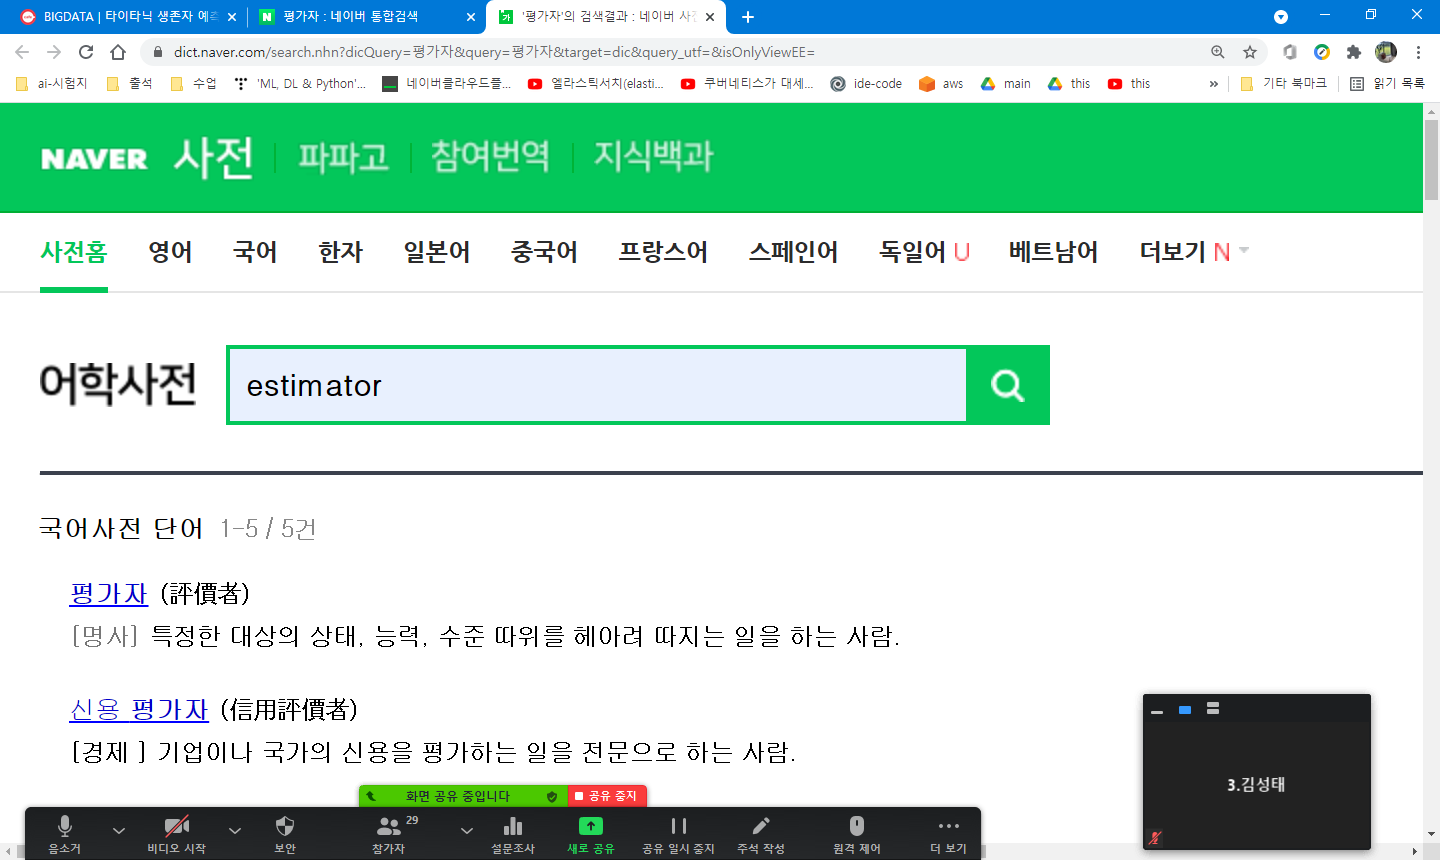 BIGDATA | 타이타닉 생존자 예측
평가자 : 네이버 통합검색
'평가자'의 검색결과 : 네이버 사전
dict.naver.com/search.nhn?dicQuery=평가자&query=평가자&target=dic&query_utf=&isOnlyViewEE=
ai-시험지 출석 수업 'ML, DL & Python'... 네이버클라우드플... 엘라스틱서치(elasti... 쿠버네티스가 대세... ide-code aws main this this » 기타 북마크 읽기 목록
NAVER 사전 파파고 참여번역 지식백과
사전홈 영어 국어 한자 일본어 중국어 프랑스어 스페인어 독일어 U 베트남어 더보기 N
어학사전 estimator
국어사전 단어 1-5 / 5건
평가자 (評價者)
[명사] 특정한 대상의 상태, 능력, 수준 따위를 헤아려 따지는 일을 하는 사람.
신용 평가자 (信用評價者)
[경제 ] 기업이나 국가의 신용을 평가하는 일을 전문으로 하는 사람.
3.김성태
화면 공유 중입니다 공유 중지
29
음소거 비디오 시작 보안 참가자 설문조사 새로 공유 공유 일시 중지 주석 작성 원격 제어 더 보기